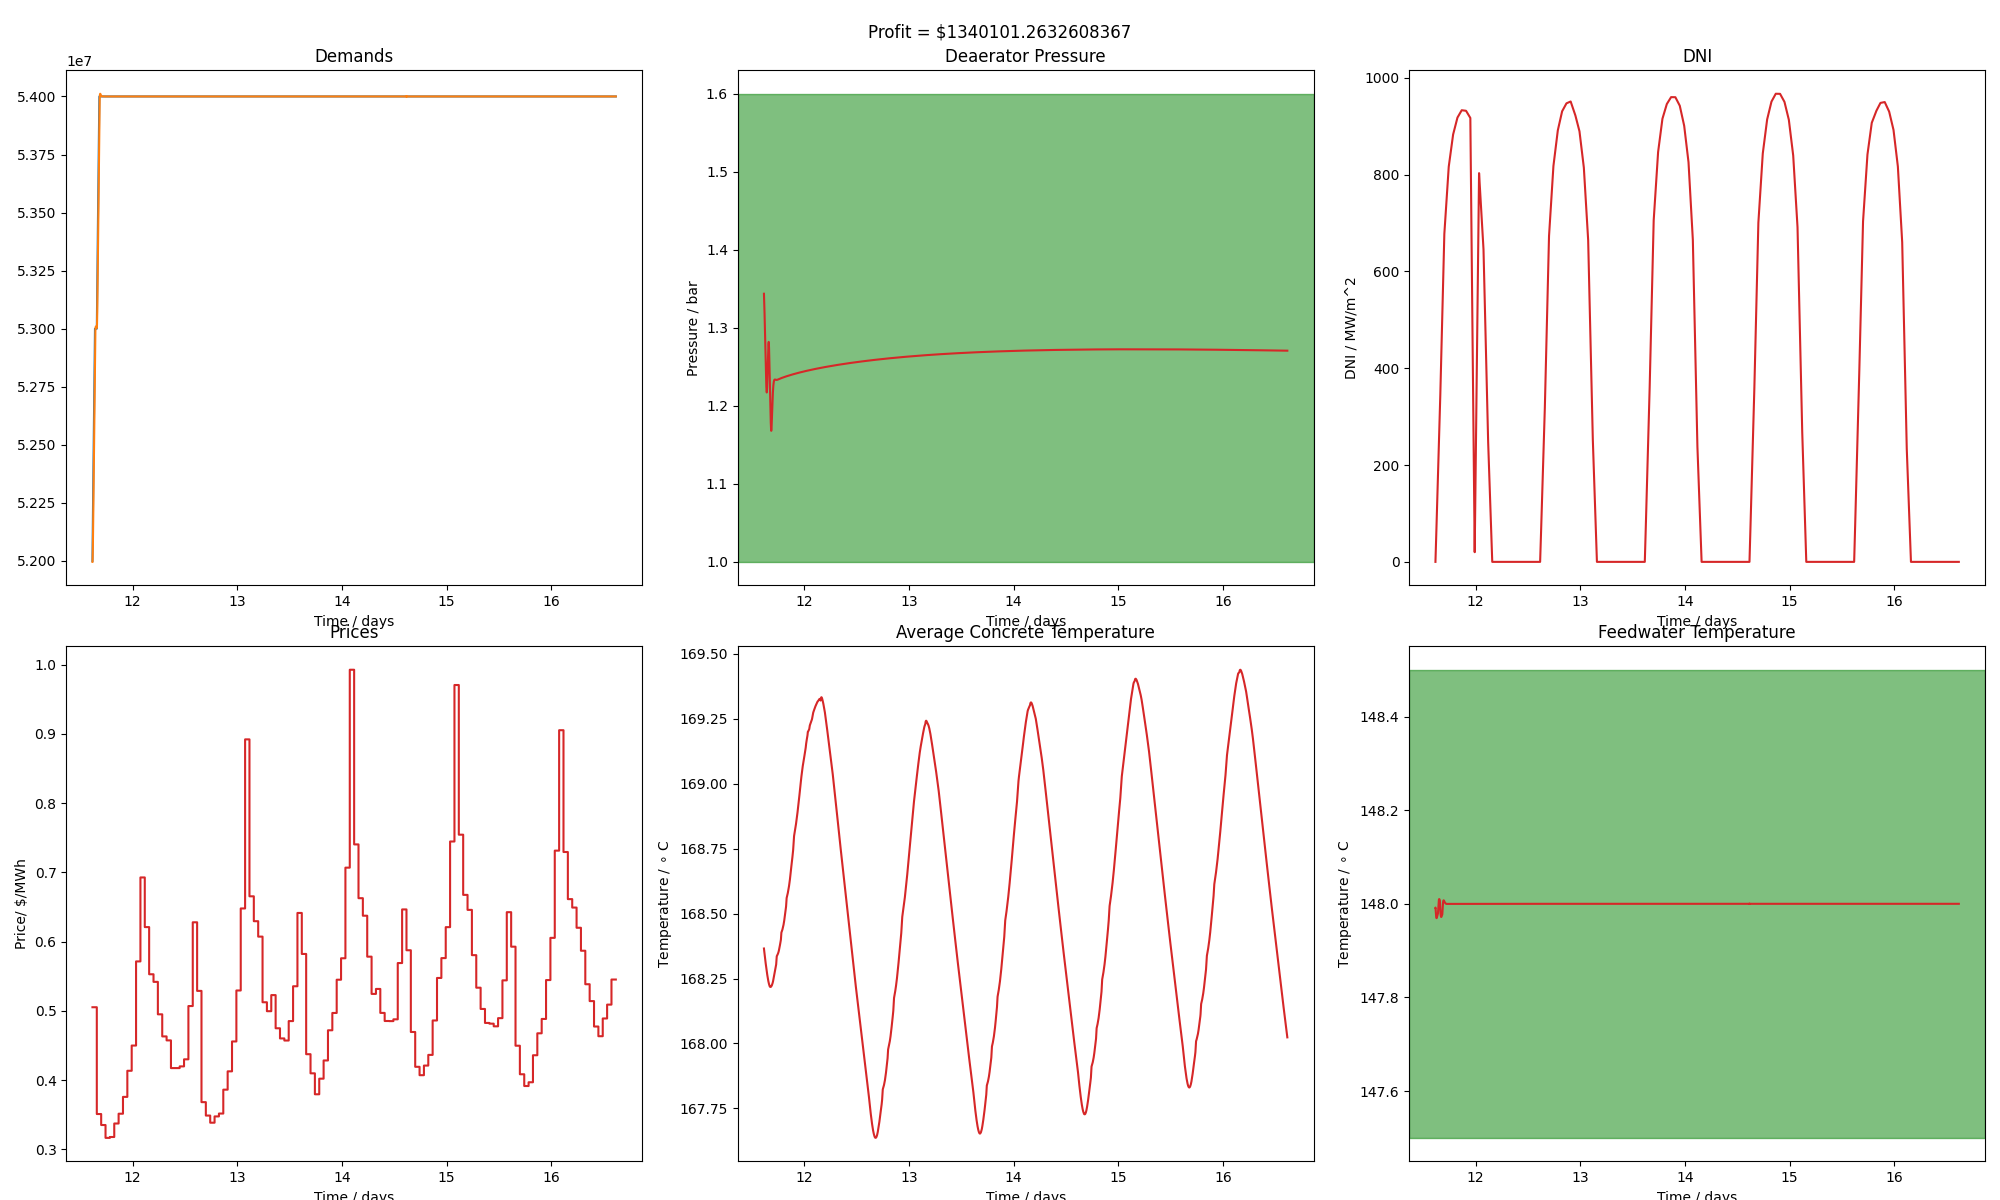 Profit = $1340101.2632608367
Demands
1e7
5.400
5.375
5.350
5.325
5.300
5.275
5.250
5.225
5.200
12 13 14 15 16
Time / days
Deaerator Pressure
Pressure / bar
1.6
1.5
1.4
1.3
1.2
1.1
1.0
12 13 14 15 16
Time / days
DNI
DNI / MW/m^2
1000
800
600
400
200
0
12 13 14 15 16
Time / days
Prices
Price/ $/MWh
1.0
0.9
0.8
0.7
0.6
0.5
0.4
0.3
12 13 14 15 16
Time / days
Average Concrete Temperature
Temperature / ∘ C
169.50
169.25
169.00
168.75
168.50
168.25
168.00
167.75
12 13 14 15 16
Time / days
Feedwater Temperature
Temperature / ∘ C
148.4
148.2
148.0
147.8
147.6
12 13 14 15 16
Time / days